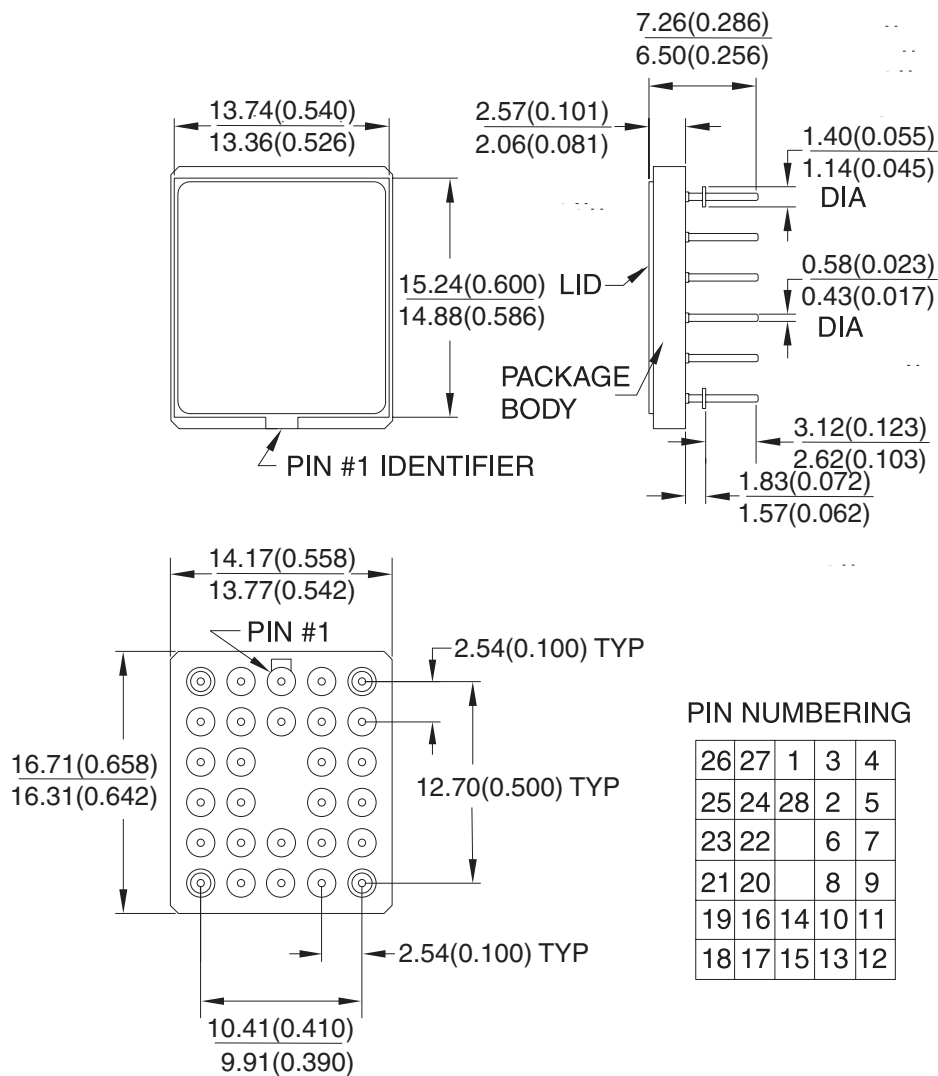 7.26(0.286)
6.50(0.256)
13.74(0.540)
13.36(0.526)
2.57(0.101)
2.06(0.081)
1.40(0.055)
1.14(0.045)
DIA
15.24(0.600)
14.88(0.586)
LID
0.58(0.023)
0.43(0.017)
DIA
PACKAGE
BODY
PIN #1 IDENTIFIER
3.12(0.123)
2.62(0.103)
1.83(0.072)
1.57(0.062)
14.17(0.558)
13.77(0.542)
PIN #1
2.54(0.100) TYP
16.71(0.658)
16.31(0.642)
12.70(0.500) TYP
2.54(0.100) TYP
10.41(0.410)
9.91(0.390)
PIN NUMBERING
26 27 1 3 4
25 24 28 2 5
23 22 6 7
21 20 8 9
19 16 14 10 11
18 17 15 13 12